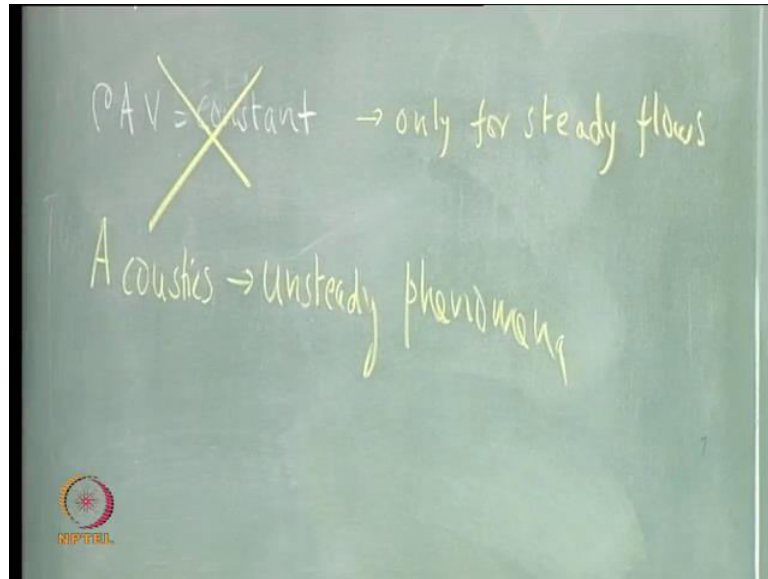 ρAV = constant → only for steady flows
Acoustics → unsteady phenomena
NPTEL